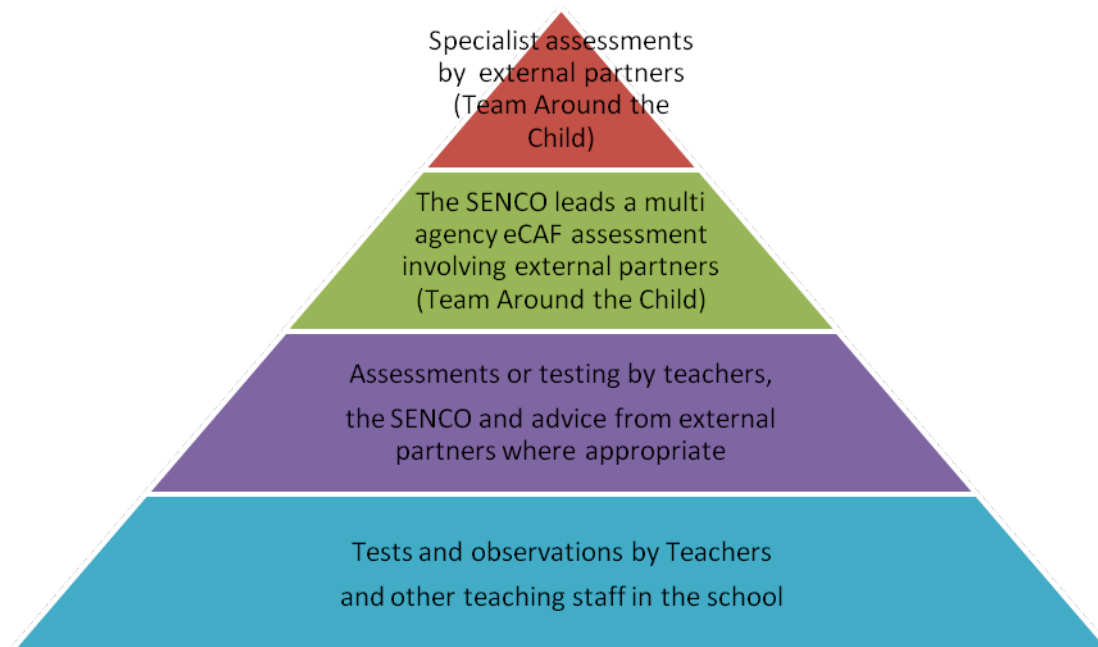 Specialist assessments
by external partners
(Team Around the
Child)
The SENCO leads a multi
agency eCAF assessment
involving external partners
(Team Around the Child)
Assessments or testing by teachers,
the SENCO and advice from external
partners where appropriate
Tests and observations by Teachers
and other teaching staff in the school